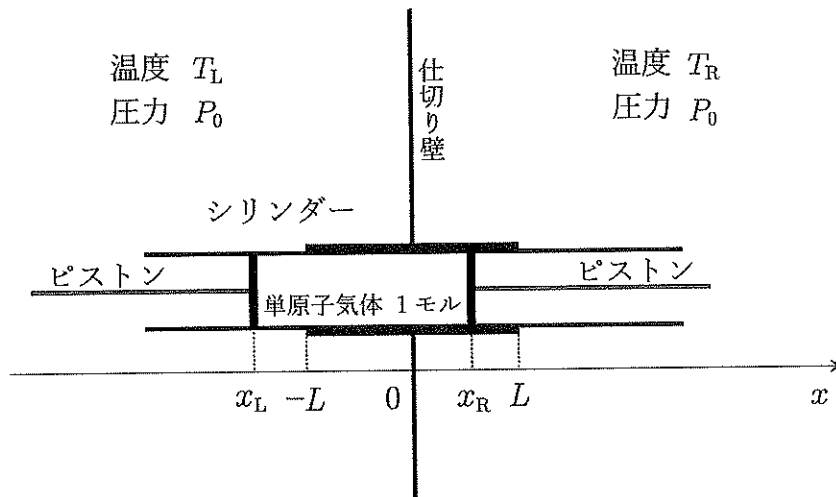 温度 T_L
圧力 P_0
仕切り壁
温度 T_R
圧力 P_0
シリンダー
ピストン
単原子気体 1 モル
ピストン
x_L −L 0 x_R L x